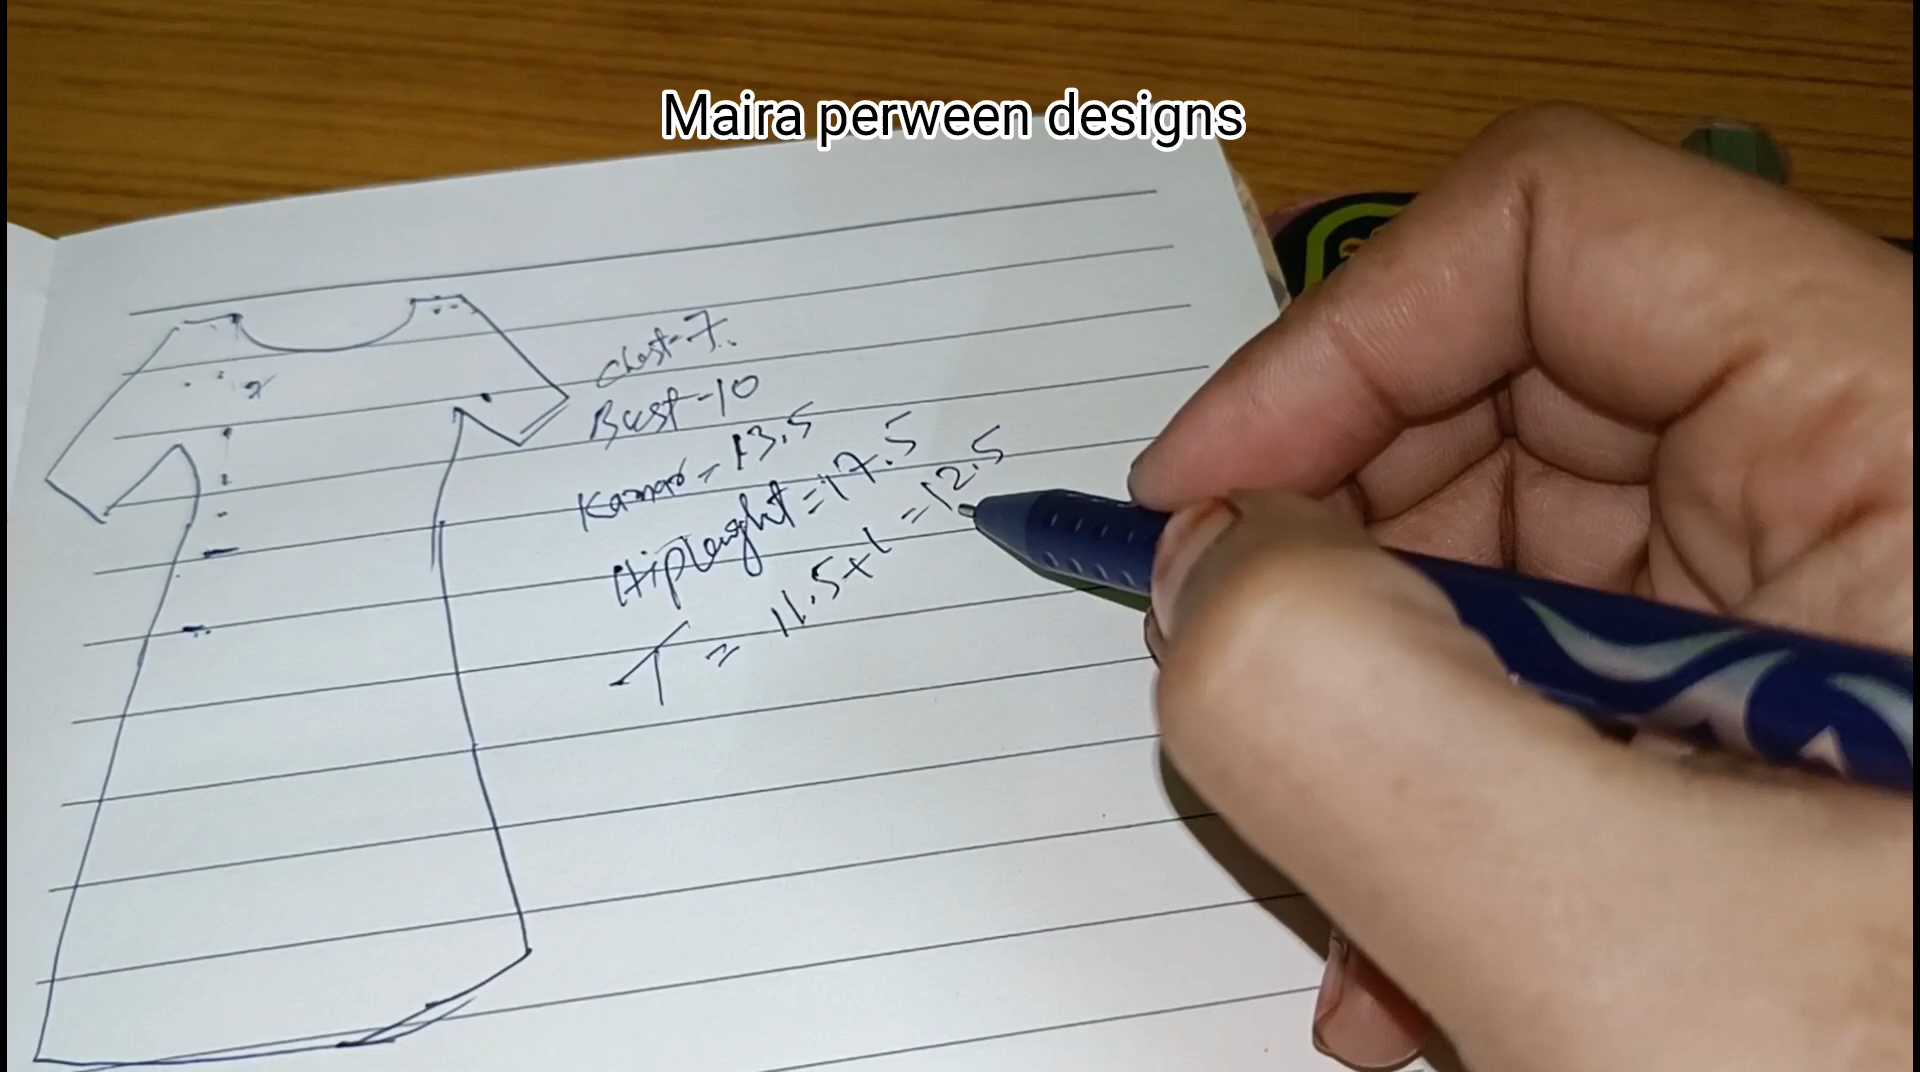 Maira perween designs
Chest-7.
Bust-10
Kamar = 13.5
Hiplenght = 17.5
T = 11.5+1 = 12.5